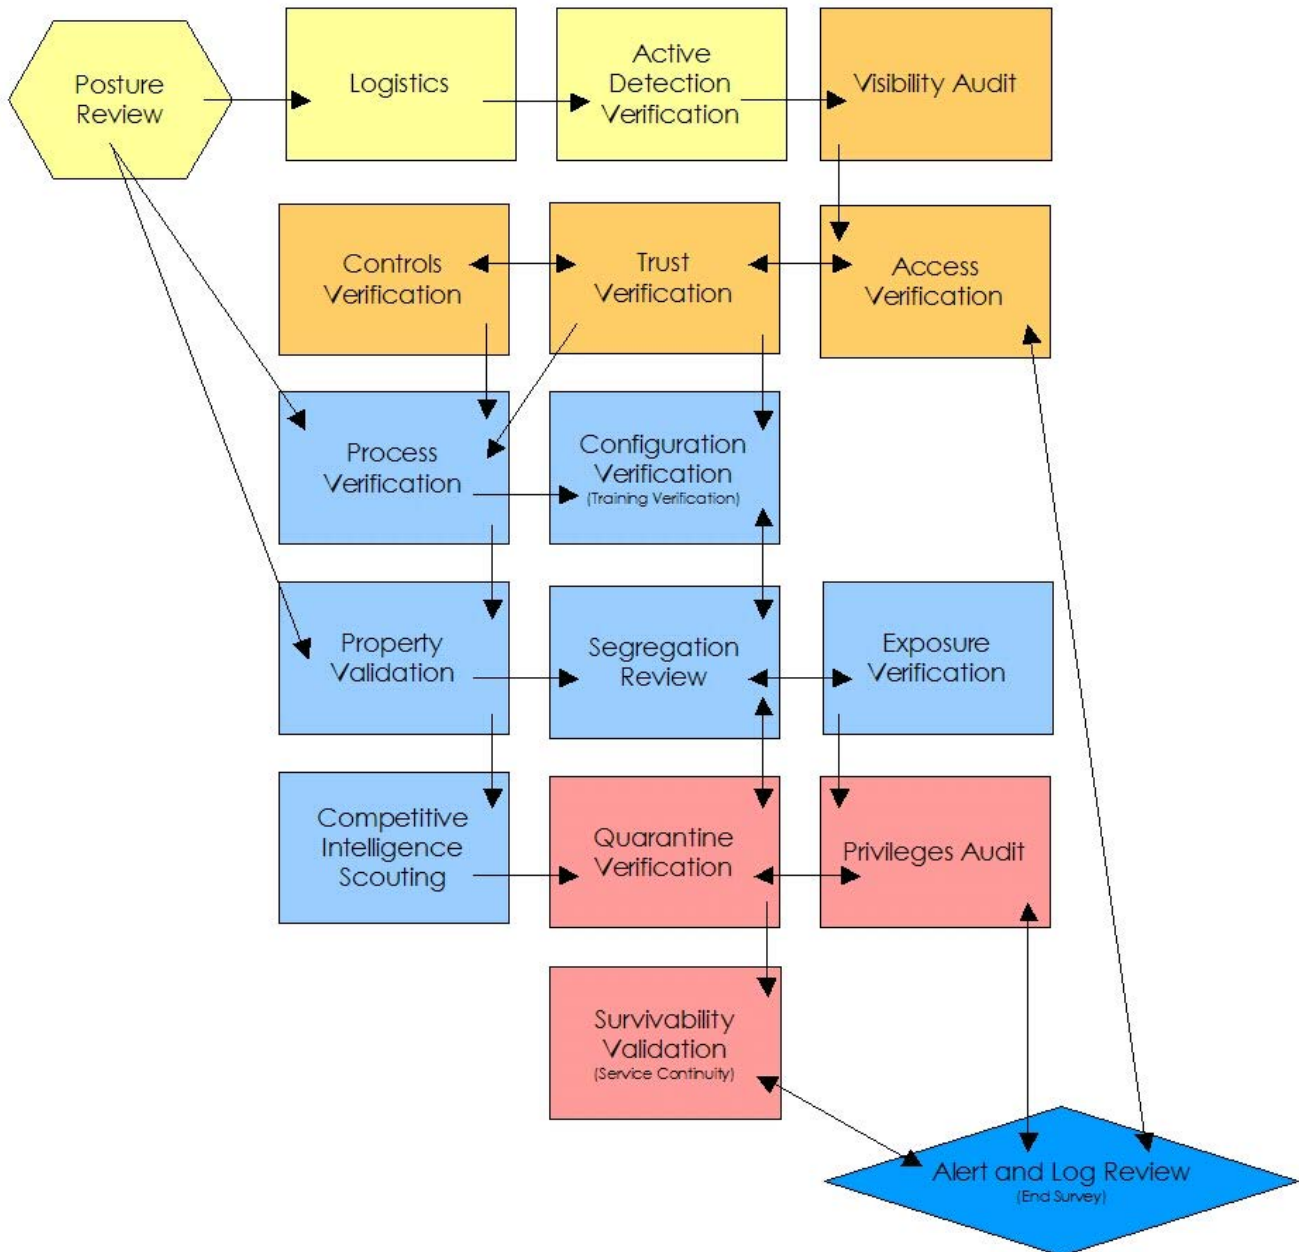 Posture
Review
Logistics
Active
Detection
Verification
Visibility Audit
Controls
Verification
Trust
Verification
Access
Verification
Process
Verification
Configuration
Verification
(Training Verification)
Property
Validation
Segregation
Review
Exposure
Verification
Competitive
Intelligence
Scouting
Quarantine
Verification
Privileges Audit
Survivability
Validation
(Service Continuity)
Alert and Log Review
(End Survey)